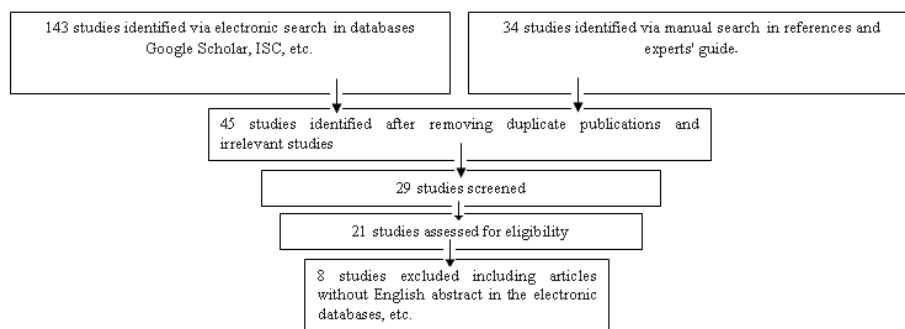 143 studies identified via electronic search in databases
Google Scholar, ISC, etc.
34 studies identified via manual search in references and
experts' guide.
45 studies identified after removing duplicate publications and
irrelevant studies
29 studies screened
21 studies assessed for eligibility
8 studies excluded including articles
without English abstract in the electronic
databases, etc.